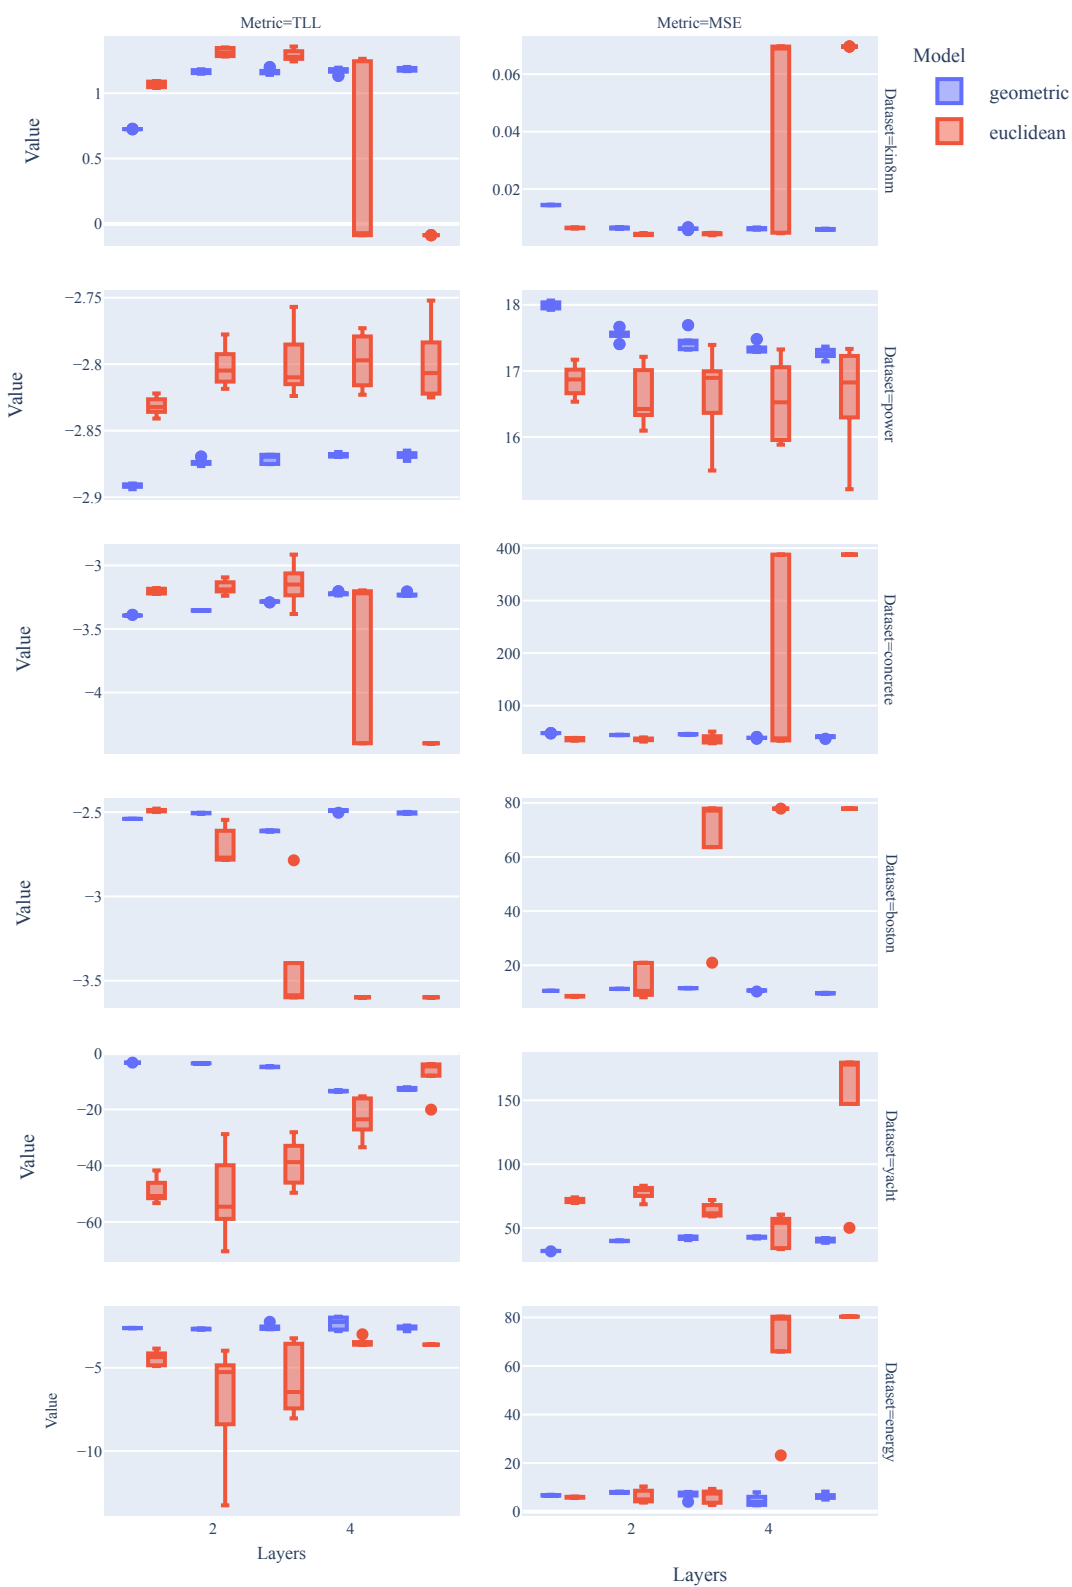 Metric=TLL
Metric=MSE
Model
geometric
euclidean
Value
1
0.5
0
0.06
0.04
0.02
Dataset=kin8nm
Value
−2.75
−2.8
−2.85
−2.9
18
17
16
Dataset=power
Value
−3
−3.5
−4
400
300
200
100
Dataset=concrete
Value
−2.5
−3
−3.5
80
60
40
20
Dataset=boston
Value
0
−20
−40
−60
150
100
50
Dataset=yacht
Value
−5
−10
80
60
40
20
0
Dataset=energy
2
4
2
4
Layers
Layers